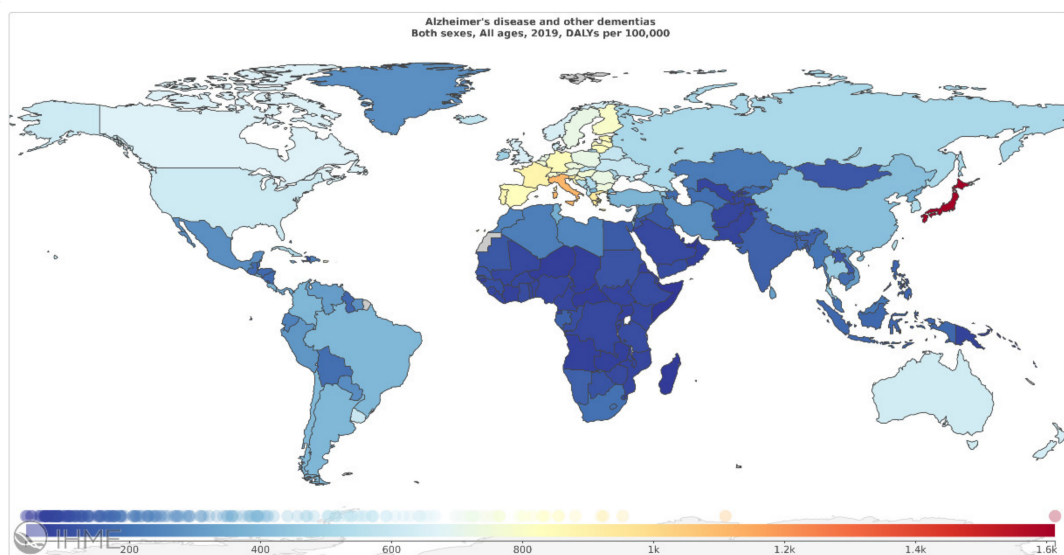 Alzheimer's disease and other dementias
Both sexes, All ages, 2019, DALYs per 100,000
IHME
200 400 600 800 1k 1.2k 1.4k 1.6k